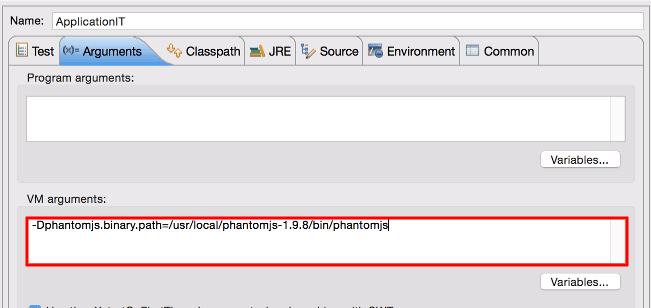 Name: ApplicationIT
Test (x)= Arguments Classpath JRE Source Environment Common
Program arguments:
Variables...
VM arguments:
-Dphantomjs.binary.path=/usr/local/phantomjs-1.9.8/bin/phantomjs
Variables...